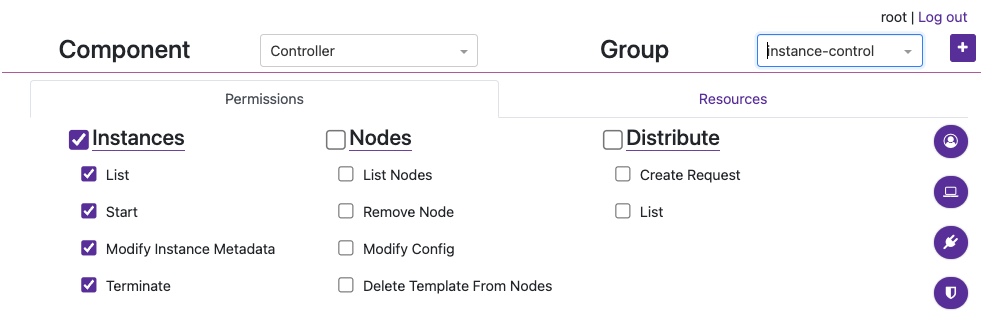 root | Log out
Component Controller Group instance-control +
Permissions Resources
Instances Nodes Distribute
List List Nodes Create Request
Start Remove Node List
Modify Instance Metadata Modify Config
Terminate Delete Template From Nodes